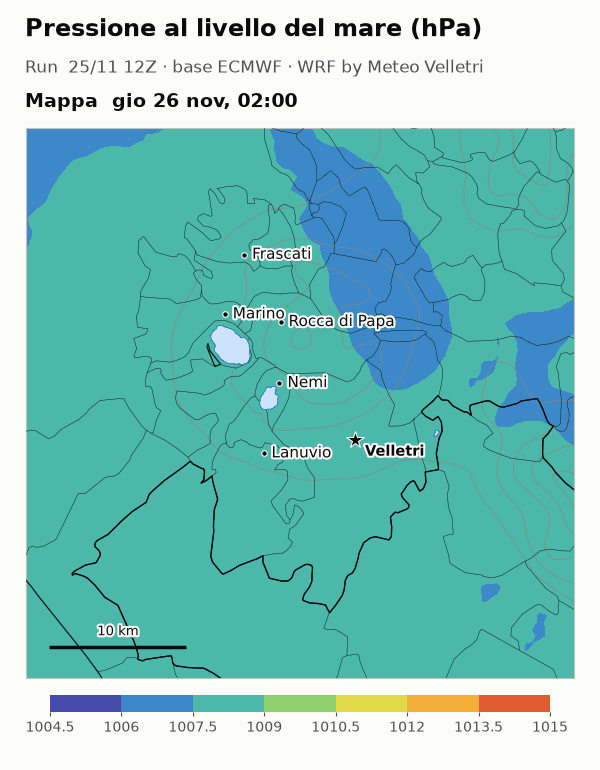 Pressione al livello del mare (hPa)
Run  25/11 12Z · base ECMWF · WRF by Meteo Velletri
Mappa  gio 26 nov, 02:00
Frascati
Marino
Rocca di Papa
Nemi
Velletri
Lanuvio
10 km
1004.5 1006 1007.5 1009 1010.5 1012 1013.5 1015